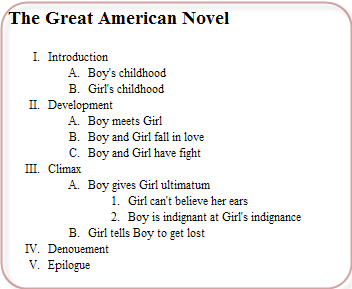 The Great American Novel
I. Introduction
A. Boy's childhood
B. Girl's childhood
II. Development
A. Boy meets Girl
B. Boy and Girl fall in love
C. Boy and Girl have fight
III. Climax
A. Boy gives Girl ultimatum
1. Girl can't believe her ears
2. Boy is indignant at Girl's indignance
B. Girl tells Boy to get lost
IV. Denouement
V. Epilogue